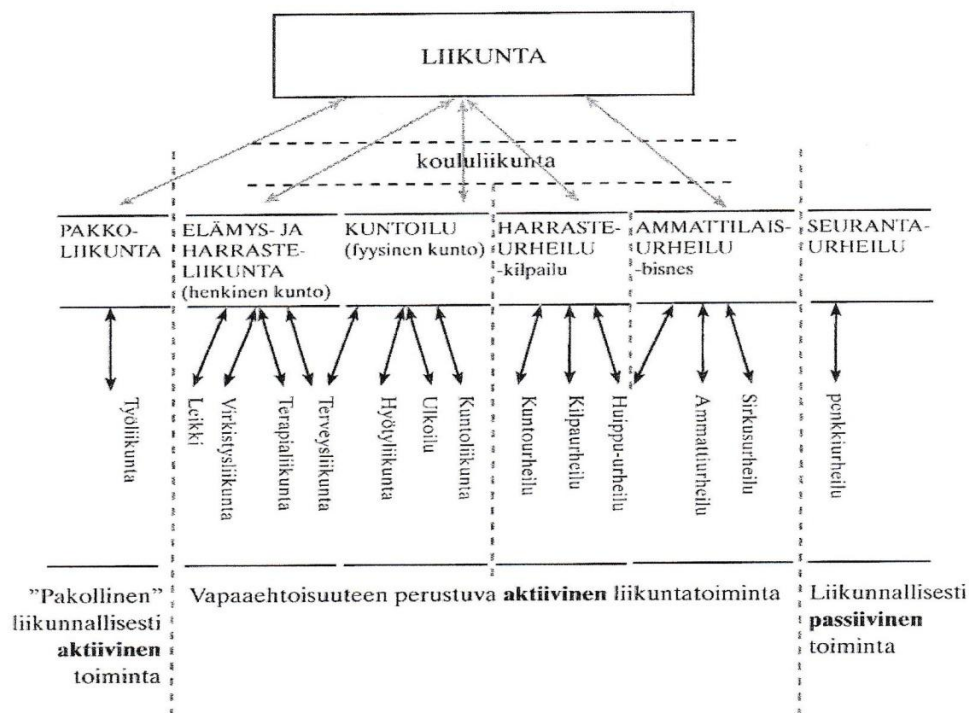 LIIKUNTA
koululiikunta
PAKKO-
LIIKUNTA
ELÄMYS- JA
HARRASTE-
LIIKUNTA
(henkinen kunto)
KUNTOILU
(fyysinen kunto)
HARRASTE-
URHEILU
-kilpailu
AMMATTILAIS-
URHEILU
-bisnes
SEURANTA-
URHEILU
Työliikunta
Leikki
Virkistysliikunta
Terapialiikunta
Terveysliikunta
Hyötyliikunta
Ulkoilu
Kuntoliikunta
Kuntourheilu
Kilpaurheilu
Huippu-urheilu
Ammattiurheilu
Sirkusurheilu
penkkiurheilu
"Pakollinen"
liikunnallisesti
aktiivinen
toiminta
Vapaaehtoisuuteen perustuva aktiivinen liikuntatoiminta
Liikunnallisesti
passiivinen
toiminta